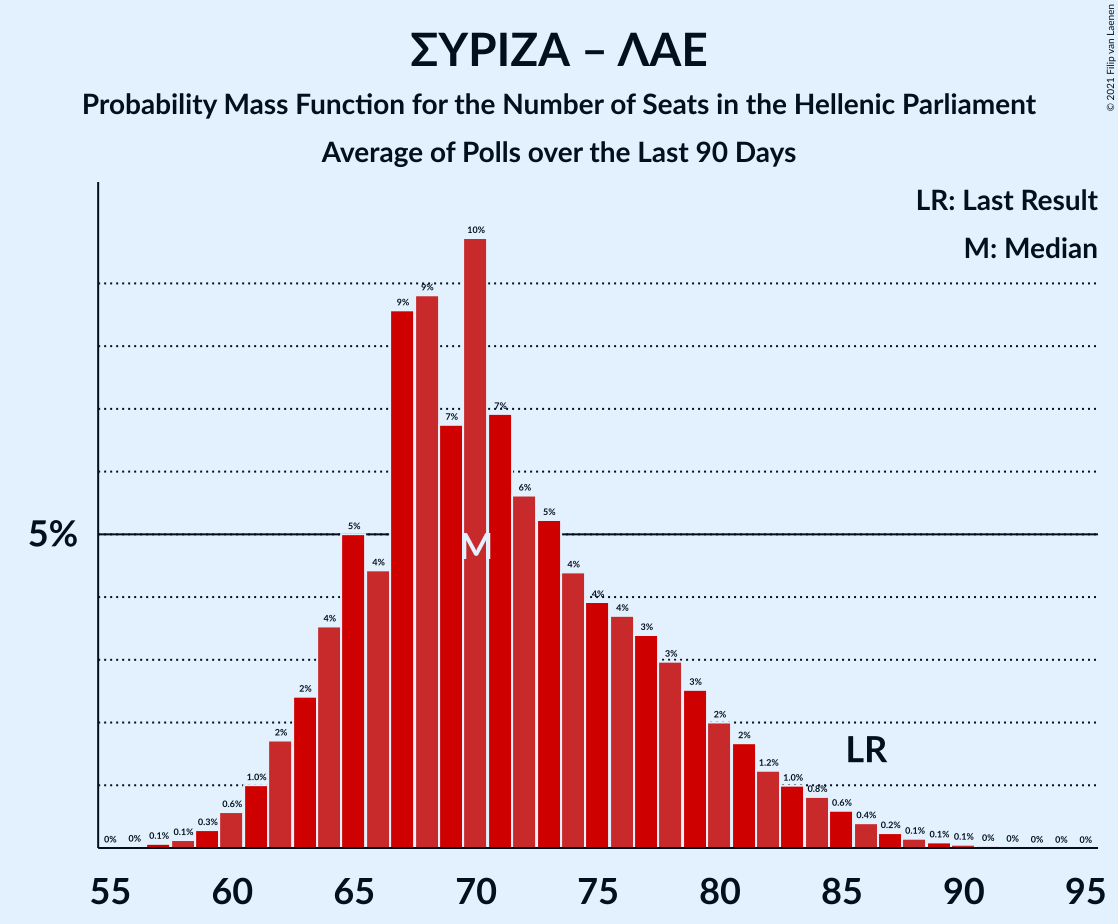 ΣΥΡΙΖΑ – ΛΑΕ
Probability Mass Function for the Number of Seats in the Hellenic Parliament
Average of Polls over the Last 90 Days
© 2021 Filip van Laenen
LR: Last Result
M: Median
5%
0% 0% 0.1% 0.1% 0.3% 0.6% 1.0% 2% 2% 4% 5% 4% 9% 9% 7% 10% 7% 6% 5% 4% 4% 4% 3% 3% 3% 2% 2% 1.2% 1.0% 0.8% 0.6% 0.4% 0.2% 0.1% 0.1% 0.1% 0% 0% 0% 0% 0%
M
LR
55 60 65 70 75 80 85 90 95